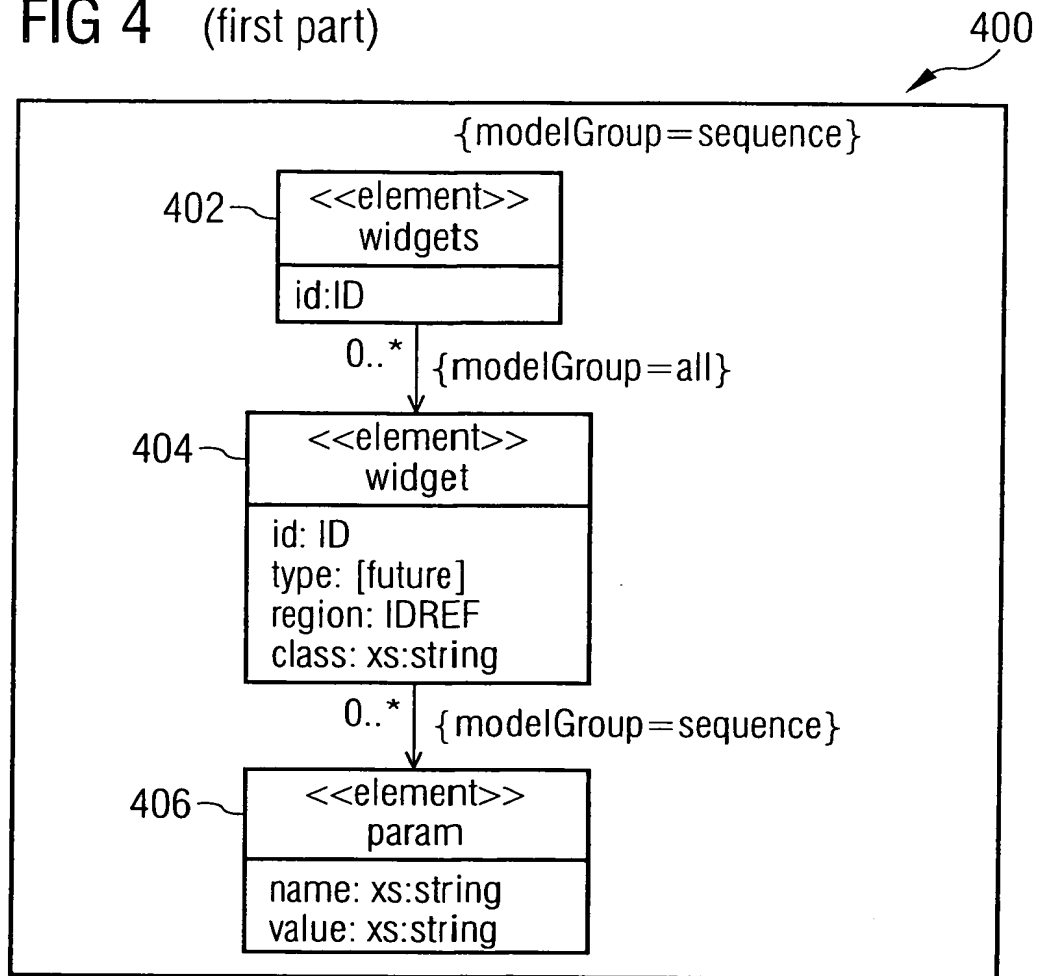 FIG 4 (first part)
400
{modelGroup=sequence}
402
<<element>>
widgets
id:ID
0..*
{modelGroup=all}
404
<<element>>
widget
id: ID
type: [future]
region: IDREF
class: xs:string
0..*
{modelGroup=sequence}
406
<<element>>
param
name: xs:string
value: xs:string